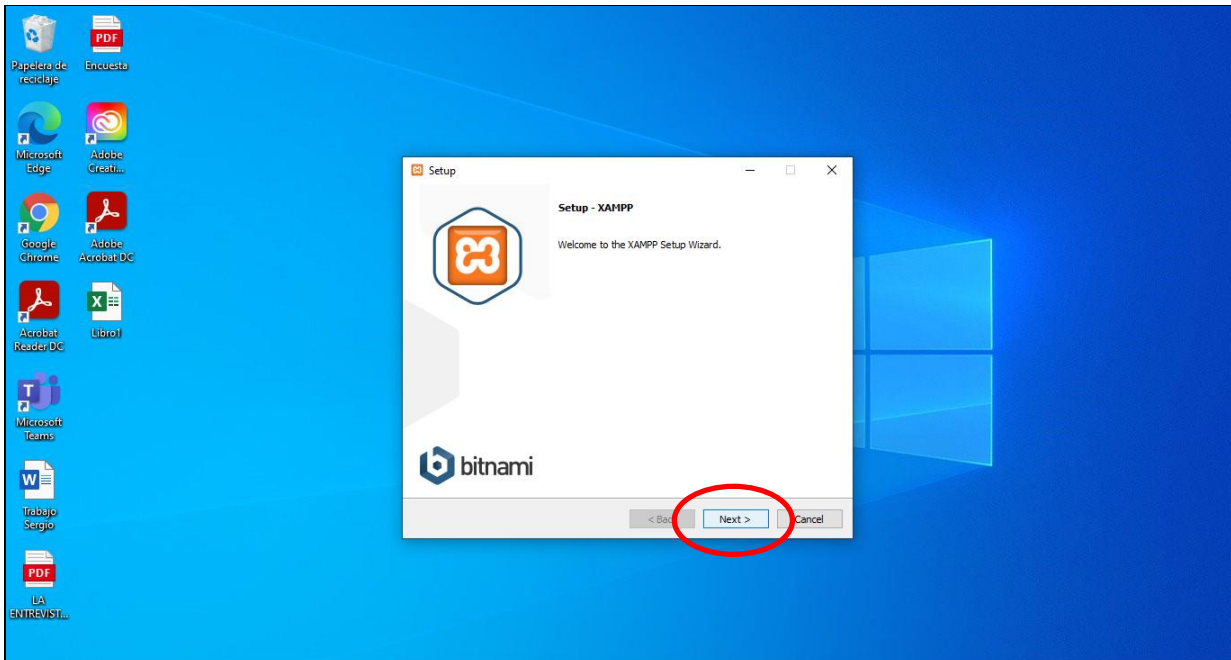 Papelera de
reciclaje
PDF
Encuesta
Microsoft
Edge
Adobe
Creati...
Google
Chrome
Adobe
Acrobat DC
Acrobat
Reader DC
X
Libro1
T
Microsoft
Teams
W
Trabajo
Sergio
PDF
LA
ENTREVIST...
Setup
Setup - XAMPP
Welcome to the XAMPP Setup Wizard.
bitnami
< Bac
Next >
Cancel